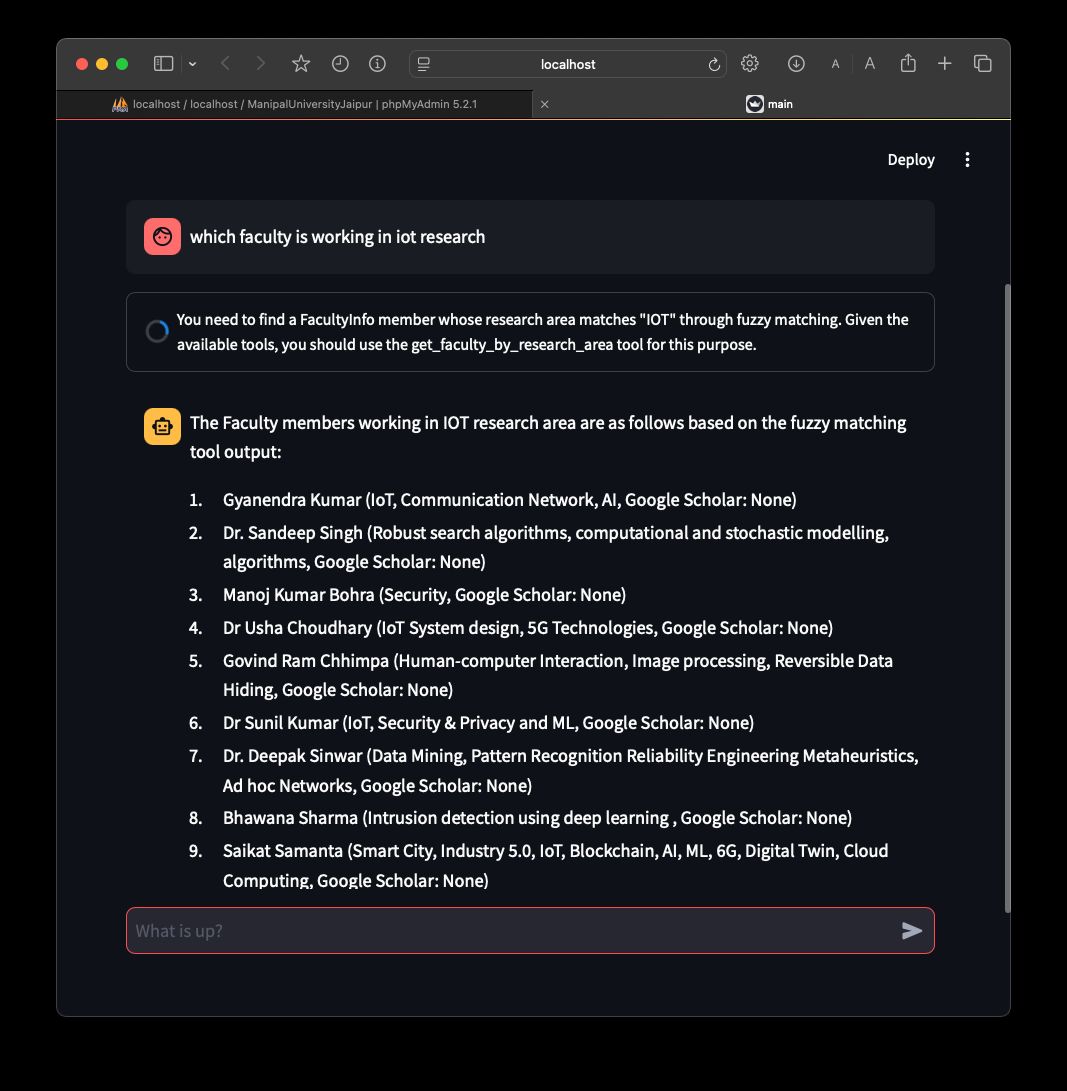 localhost
A
A
localhost / localhost / ManipalUniversityJaipur | phpMyAdmin 5.2.1
main
Deploy
which faculty is working in iot research
You need to find a FacultyInfo member whose research area matches "IOT" through fuzzy matching. Given the
available tools, you should use the get_faculty_by_research_area tool for this purpose.
The Faculty members working in IOT research area are as follows based on the fuzzy matching
tool output:
1. Gyanendra Kumar (IoT, Communication Network, AI, Google Scholar: None)
2. Dr. Sandeep Singh (Robust search algorithms, computational and stochastic modelling,
algorithms, Google Scholar: None)
3. Manoj Kumar Bohra (Security, Google Scholar: None)
4. Dr Usha Choudhary (IoT System design, 5G Technologies, Google Scholar: None)
5. Govind Ram Chhimpa (Human-computer Interaction, Image processing, Reversible Data
Hiding, Google Scholar: None)
6. Dr Sunil Kumar (IoT, Security & Privacy and ML, Google Scholar: None)
7. Dr. Deepak Sinwar (Data Mining, Pattern Recognition Reliability Engineering Metaheuristics,
Ad hoc Networks, Google Scholar: None)
8. Bhawana Sharma (Intrusion detection using deep learning , Google Scholar: None)
9. Saikat Samanta (Smart City, Industry 5.0, IoT, Blockchain, AI, ML, 6G, Digital Twin, Cloud
Computing, Google Scholar: None)
What is up?